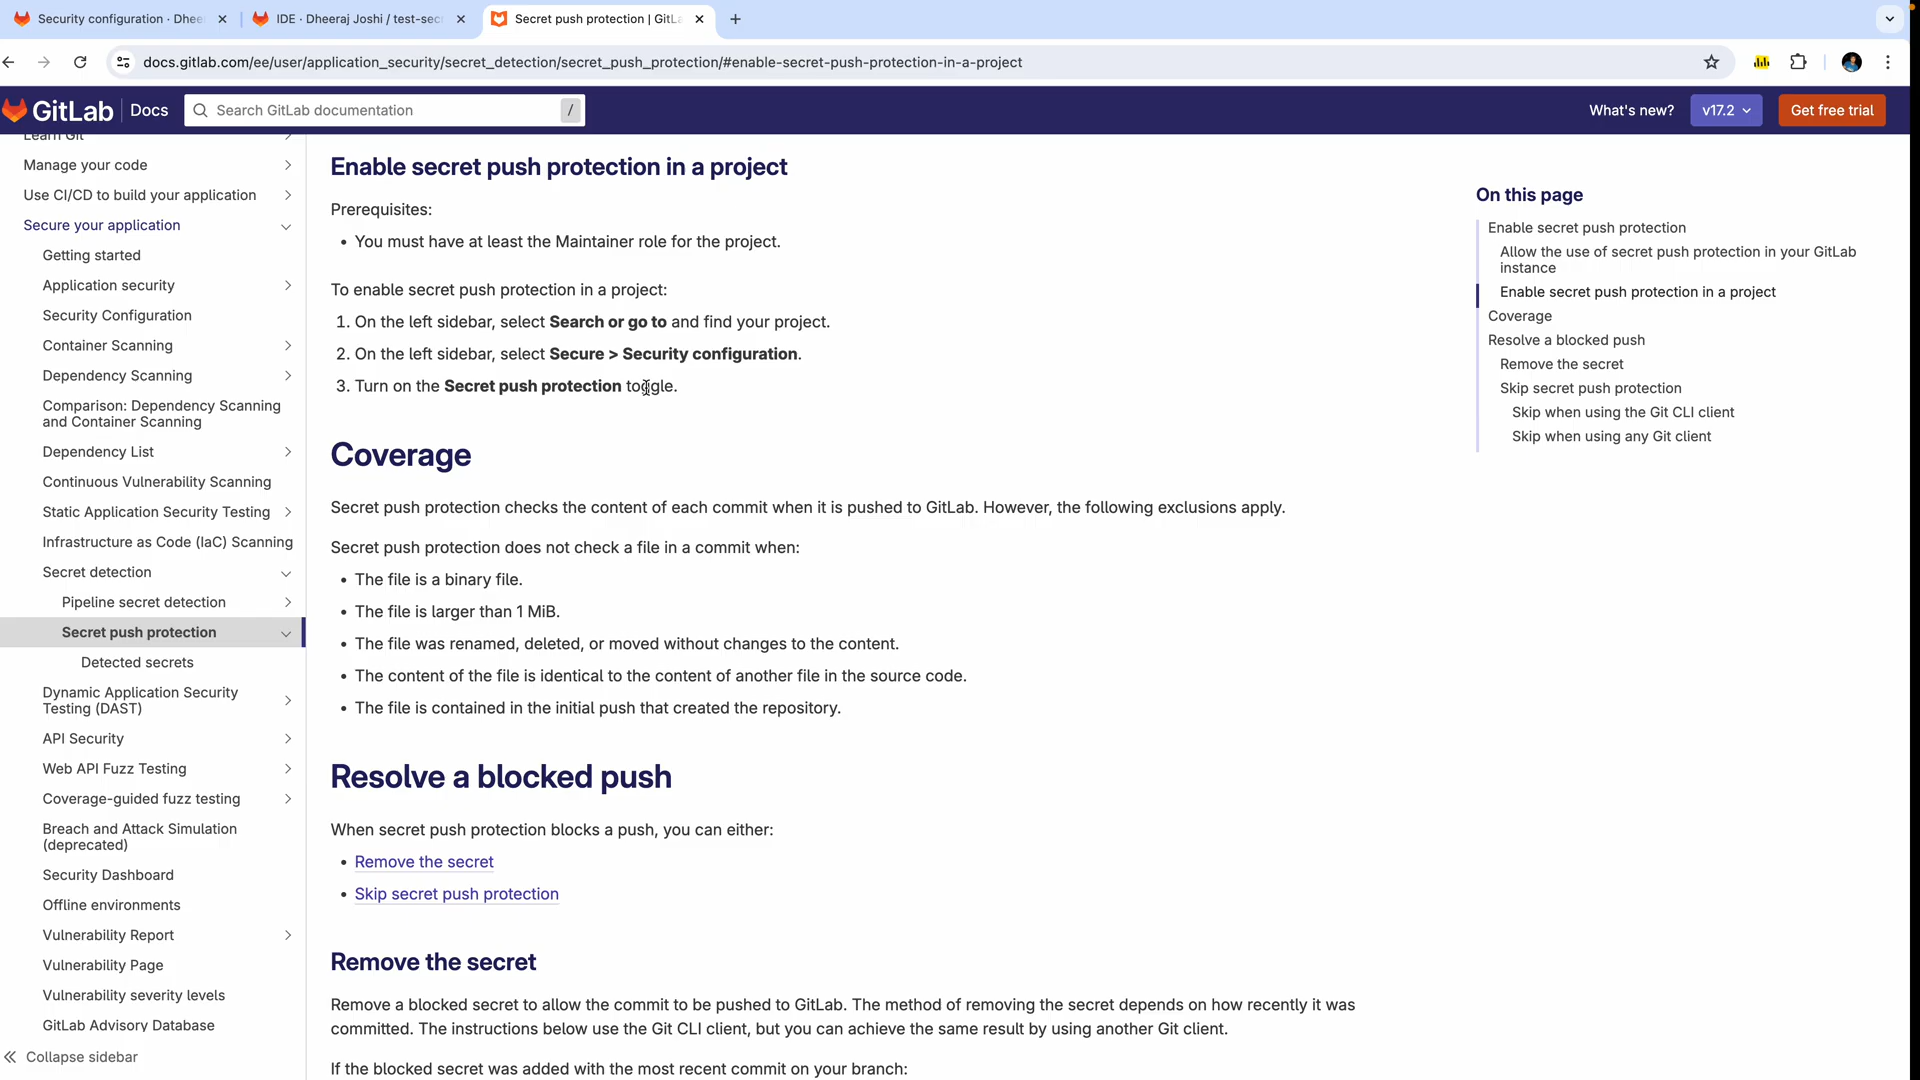 Security configuration · Dhee
IDE · Dheeraj Joshi / test-sec
Secret push protection | GitLa
docs.gitlab.com/ee/user/application_security/secret_detection/secret_push_protection/#enable-secret-push-protection-in-a-project
GitLab Docs
Search GitLab documentation
/
What's new?
v17.2
Get free trial
Learn Git
Manage your code
Use CI/CD to build your application
Secure your application
Getting started
Application security
Security Configuration
Container Scanning
Dependency Scanning
Comparison: Dependency Scanning
and Container Scanning
Dependency List
Continuous Vulnerability Scanning
Static Application Security Testing
Infrastructure as Code (IaC) Scanning
Secret detection
Pipeline secret detection
Secret push protection
Detected secrets
Dynamic Application Security
Testing (DAST)
API Security
Web API Fuzz Testing
Coverage-guided fuzz testing
Breach and Attack Simulation
(deprecated)
Security Dashboard
Offline environments
Vulnerability Report
Vulnerability Page
Vulnerability severity levels
GitLab Advisory Database
Collapse sidebar
Enable secret push protection in a project
Prerequisites:
• You must have at least the Maintainer role for the project.
To enable secret push protection in a project:
1. On the left sidebar, select Search or go to and find your project.
2. On the left sidebar, select Secure > Security configuration.
3. Turn on the Secret push protection toggle.
Coverage
Secret push protection checks the content of each commit when it is pushed to GitLab. However, the following exclusions apply.
Secret push protection does not check a file in a commit when:
• The file is a binary file.
• The file is larger than 1 MiB.
• The file was renamed, deleted, or moved without changes to the content.
• The content of the file is identical to the content of another file in the source code.
• The file is contained in the initial push that created the repository.
Resolve a blocked push
When secret push protection blocks a push, you can either:
• Remove the secret
• Skip secret push protection
Remove the secret
Remove a blocked secret to allow the commit to be pushed to GitLab. The method of removing the secret depends on how recently it was
committed. The instructions below use the Git CLI client, but you can achieve the same result by using another Git client.
If the blocked secret was added with the most recent commit on your branch:
On this page
Enable secret push protection
Allow the use of secret push protection in your GitLab
instance
Enable secret push protection in a project
Coverage
Resolve a blocked push
Remove the secret
Skip secret push protection
Skip when using the Git CLI client
Skip when using any Git client